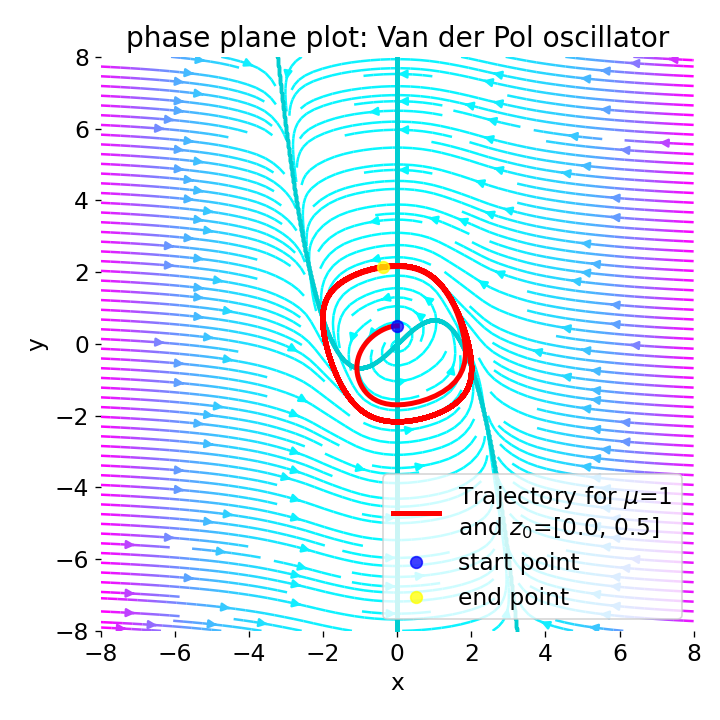 phase plane plot: Van der Pol oscillator
8
6
4
2
0
−2
−4
−6
−8
y
−8 −6 −4 −2 0 2 4 6 8
x
Trajectory for μ=1
and z₀=[0.0, 0.5]
start point
end point